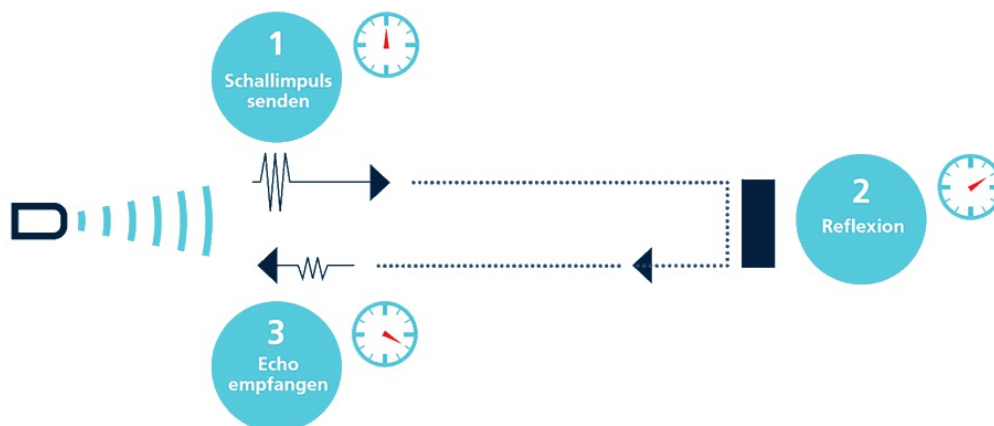 1
Schallimpuls
senden
2
Reflexion
3
Echo
empfangen